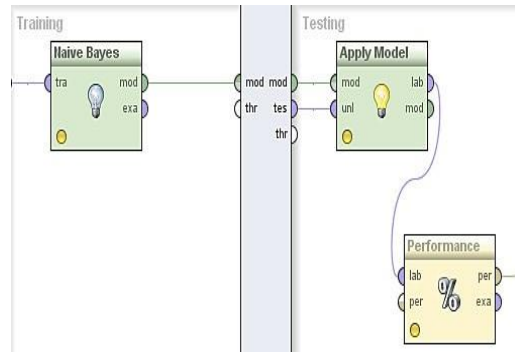 Training
Naive Bayes
tra mod
exa
mod mod
thr tes
thr
Testing
Apply Model
mod lab
unl mod
Performance
lab per
per exa
%